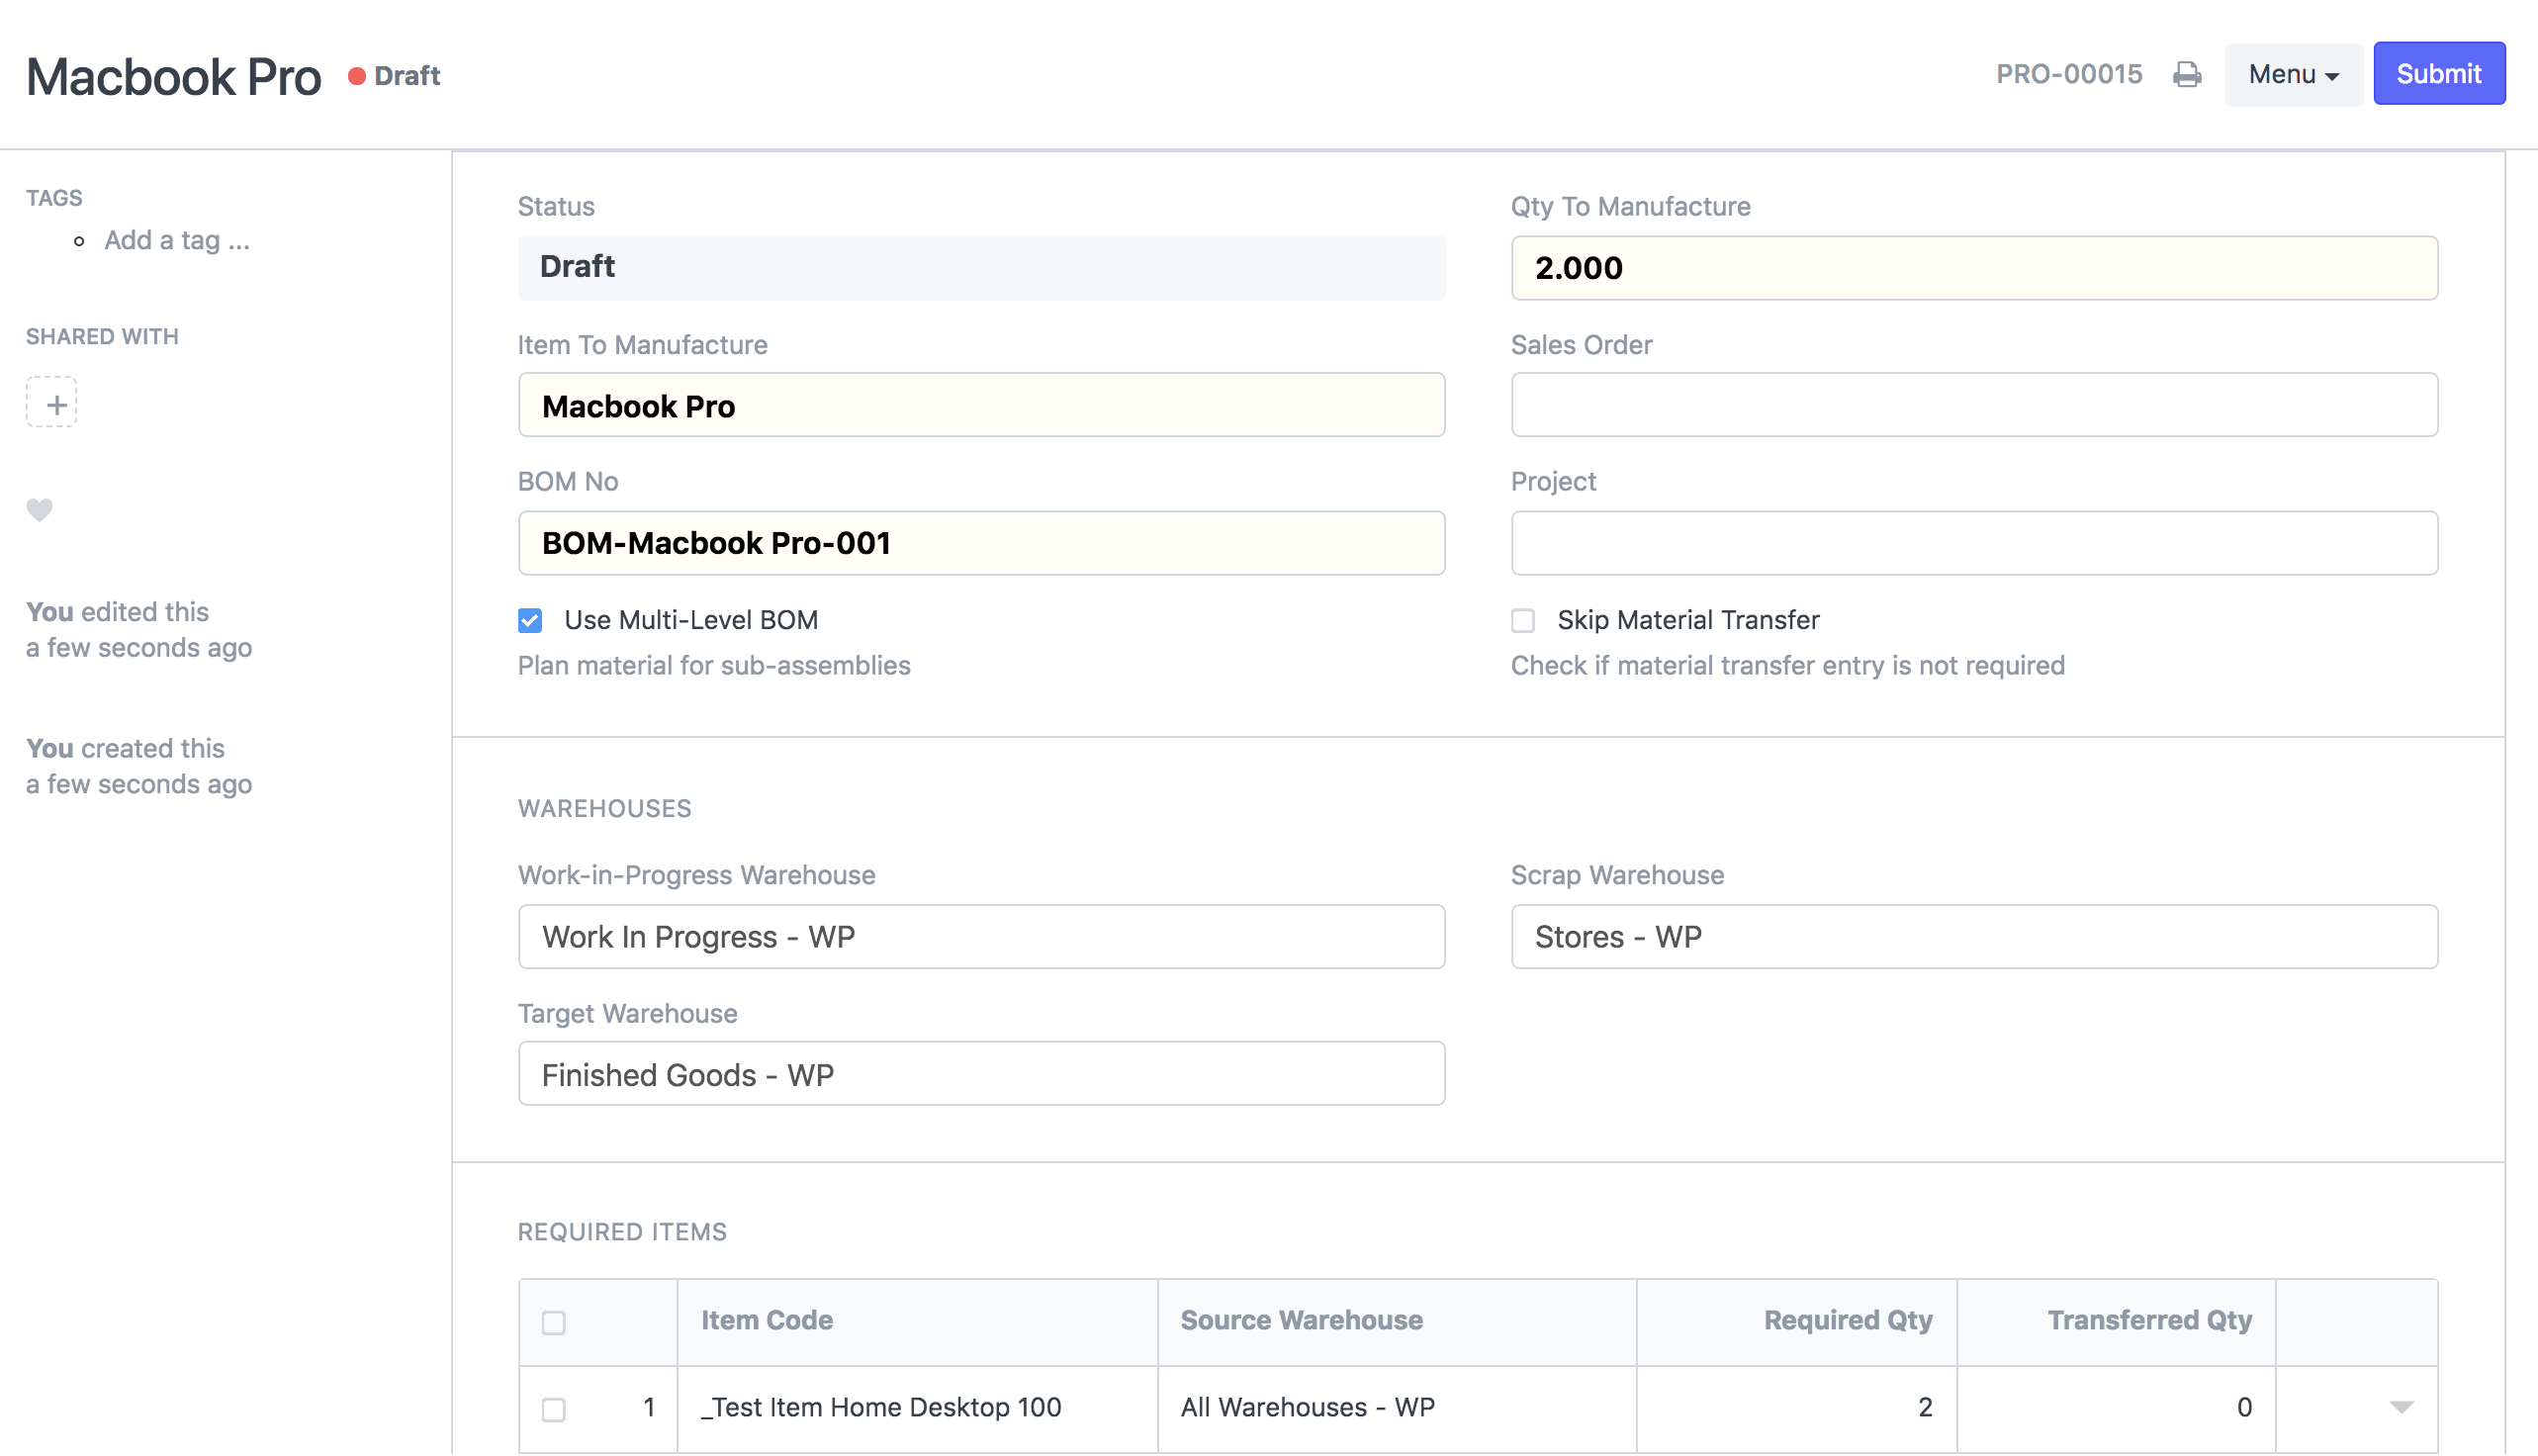 Macbook Pro Draft PRO-00015 Menu Submit
TAGS
Add a tag ...
SHARED WITH
You edited this
a few seconds ago
You created this
a few seconds ago
Status
Draft
Qty To Manufacture
2.000
Item To Manufacture
Macbook Pro
Sales Order
BOM No
BOM-Macbook Pro-001
Project
Use Multi-Level BOM
Plan material for sub-assemblies
Skip Material Transfer
Check if material transfer entry is not required
WAREHOUSES
Work-in-Progress Warehouse
Work In Progress - WP
Scrap Warehouse
Stores - WP
Target Warehouse
Finished Goods - WP
REQUIRED ITEMS
Item Code Source Warehouse Required Qty Transferred Qty
1 _Test Item Home Desktop 100 All Warehouses - WP 2 0